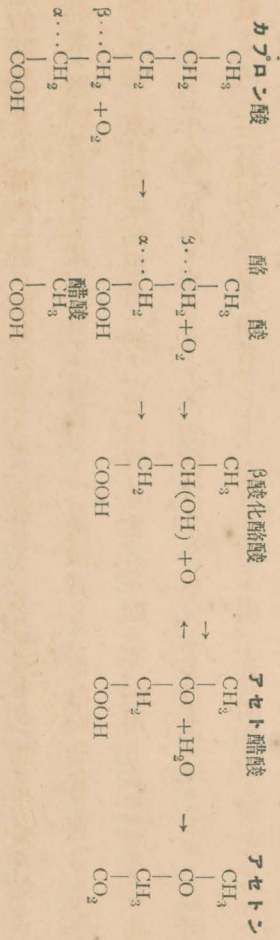 カプロン酸
CH₃
CH₂
CH₂
β···CH₂ +O₂
α···CH₂
COOH
→
酪酸
CH₃
β···CH₂+O₂
α···CH₂
COOH
醋酸
CH₃
COOH
→
→
β酸化酪酸
CH₃
CH(OH) +O
CH₂
COOH
→
←
アセト醋酸
CH₃
CO +H₂O
CH₂
COOH
→
アセトン
CH₃
CO
CH₃
CO₂